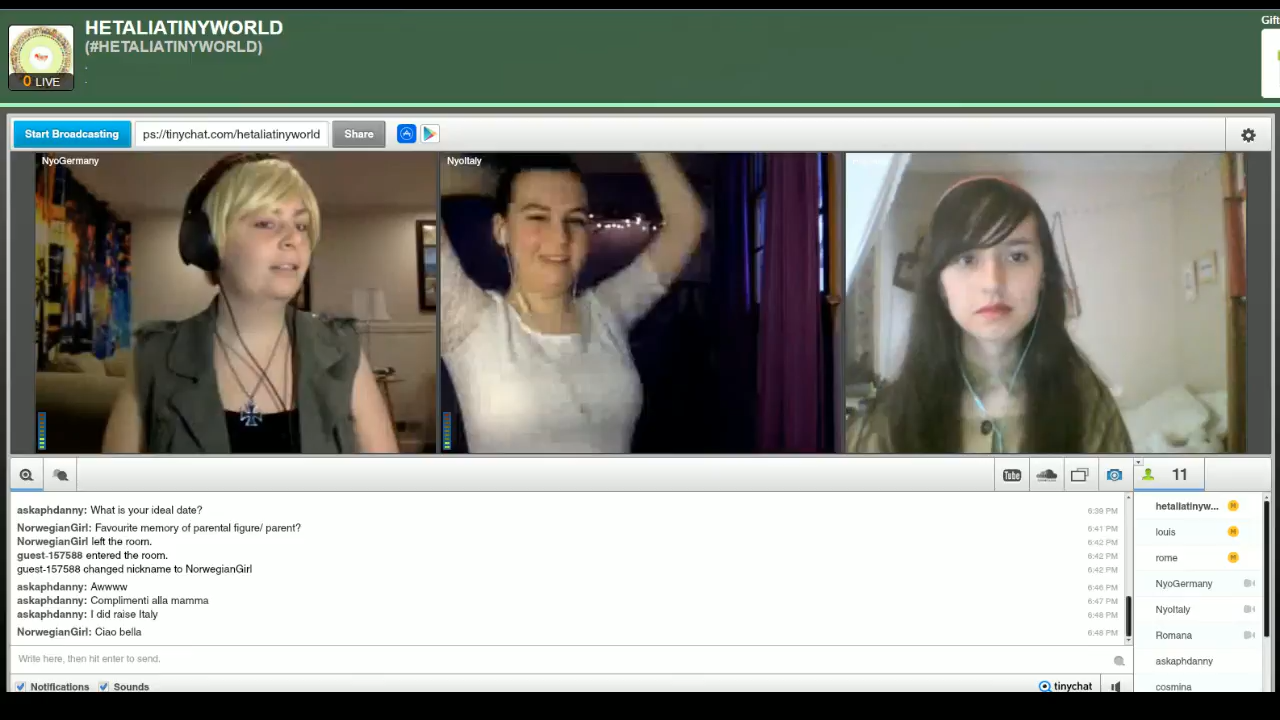 HETALIATINYWORLD
(#HETALIATINYWORLD)
0 LIVE
Gift
Start Broadcasting
ps://tinychat.com/hetaliatinyworld
Share
NyoGermany
NyoItaly
You Tube
11
askaphdanny: What is your ideal date? 6:39 PM
NorwegianGirl: Favourite memory of parental figure/ parent? 6:41 PM
NorwegianGirl left the room. 6:42 PM
guest-157588 entered the room. 6:42 PM
guest-157588 changed nickname to NorwegianGirl 6:42 PM
askaphdanny: Awwww 6:46 PM
askaphdanny: Complimenti alla mamma 6:47 PM
askaphdanny: I did raise Italy 6:48 PM
NorwegianGirl: Ciao bella 6:48 PM
Write here, then hit enter to send.
Notifications
Sounds
tinychat
hetaliatinyw... M
louis M
rome M
NyoGermany
NyoItaly
Romana
askaphdanny
cosmina